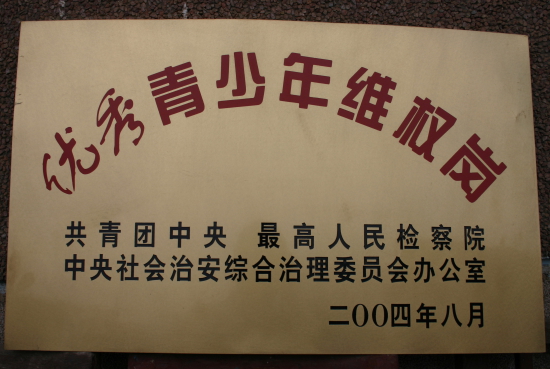 优秀青少年维权岗
共青团中央 最高人民检察院
中央社会治安综合治理委员会办公室
二OO四年八月